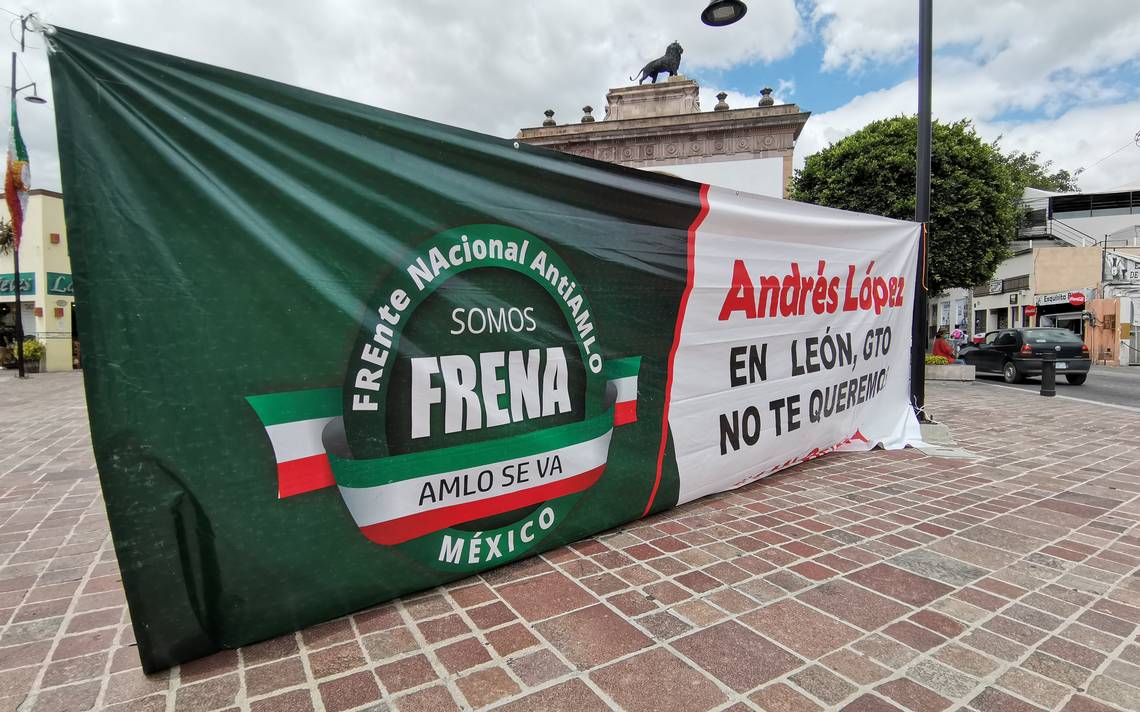 FREnte NAcional AntiAMLO
SOMOS
FRENA
AMLO SE VA
MÉXICO
Andrés López
EN LEÓN, GTO
NO TE QUEREMOS